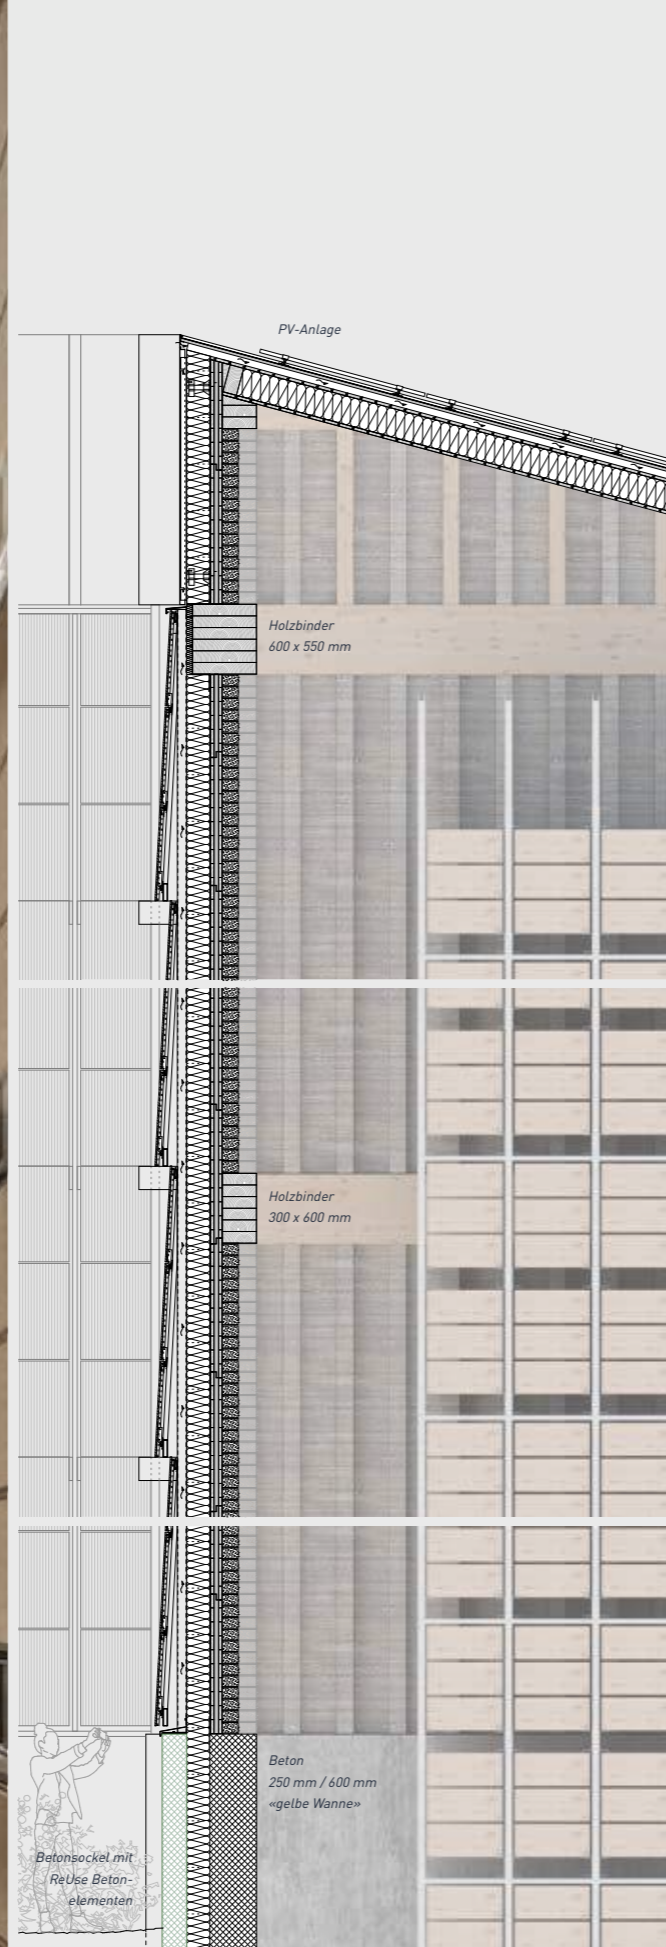 PV-Anlage
Holzbinder
600 x 550 mm
Holzbinder
300 x 600 mm
Beton
250 mm / 600 mm
«gelbe Wanne»
Betonsockel mit
ReUse Beton-
elementen